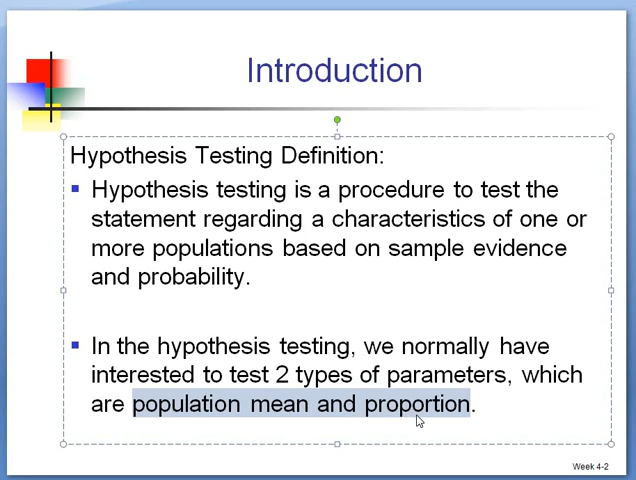 Introduction
Hypothesis Testing Definition:
Hypothesis testing is a procedure to test the
statement regarding a characteristics of one or
more populations based on sample evidence
and probability.
In the hypothesis testing, we normally have
interested to test 2 types of parameters, which
are population mean and proportion.
Week 4-2